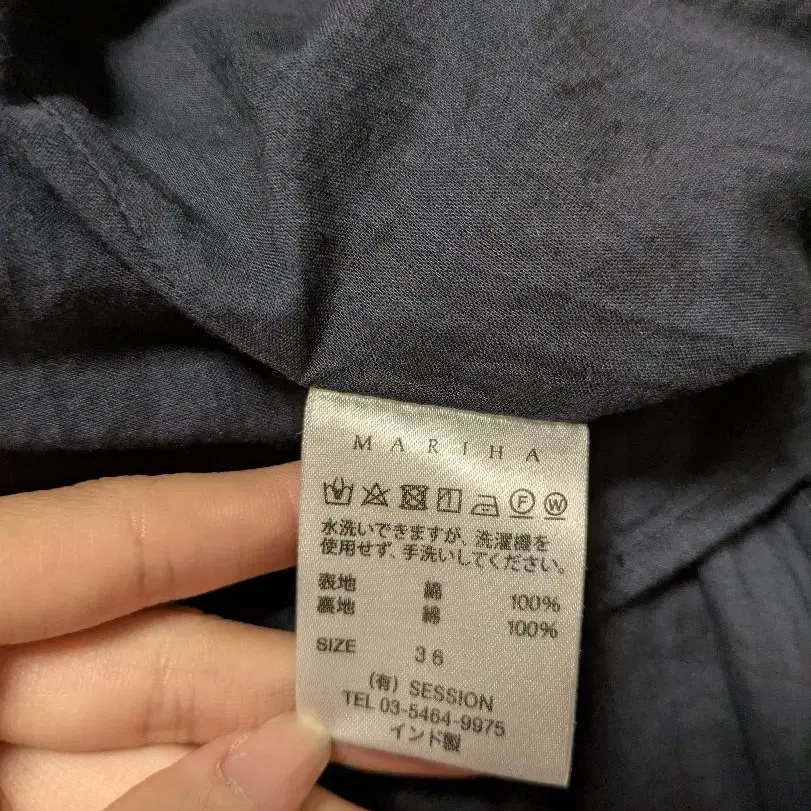 MARIHA
F W
水洗いできますが、洗濯機を
使用せず、手洗いしてください。
表地 綿 100%
裏地 綿 100%
SIZE 36
(有) SESSION
TEL 03-5464-9975
インド製